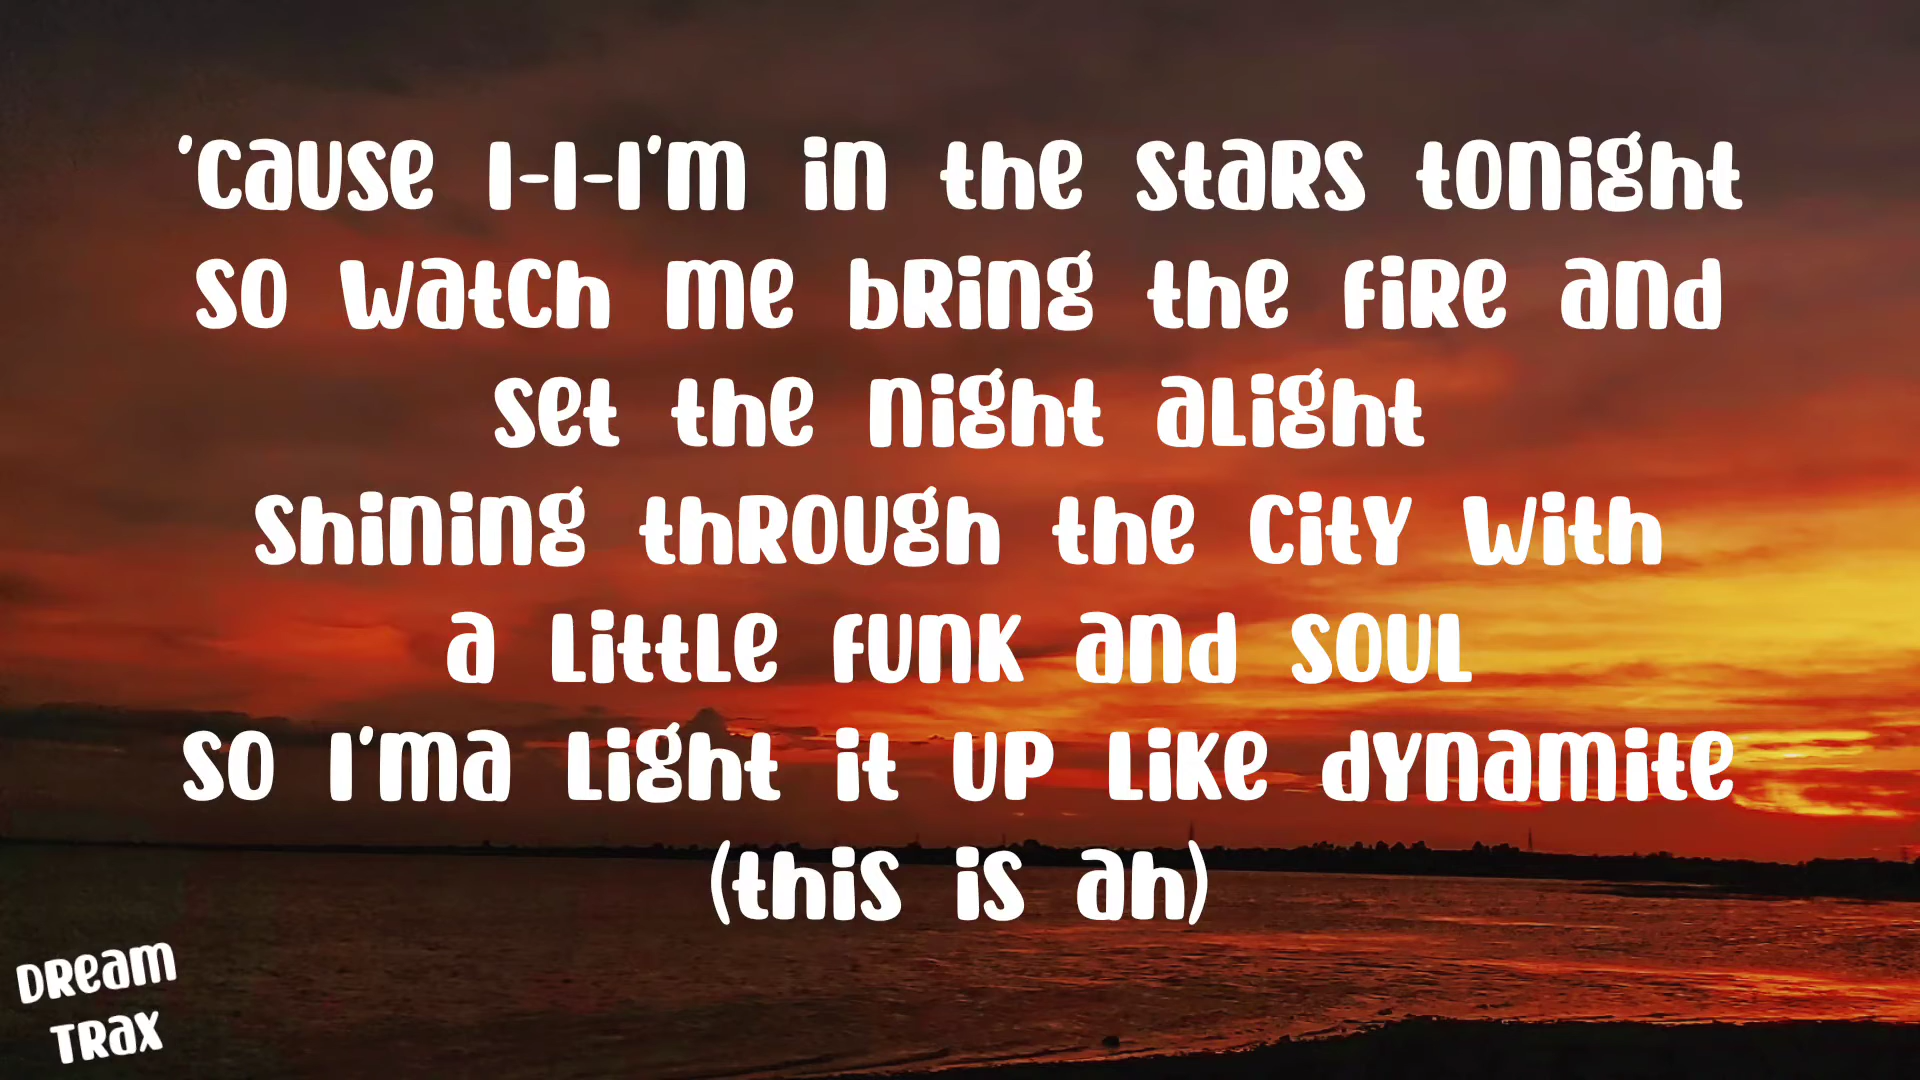 'cause I-I-I'm in the stars tonight
so watch me bring the fire and
set the night alight
shining through the city with
a little funk and soul
so I'ma light it up like dynamite
(this is ah)
Dream
Trax